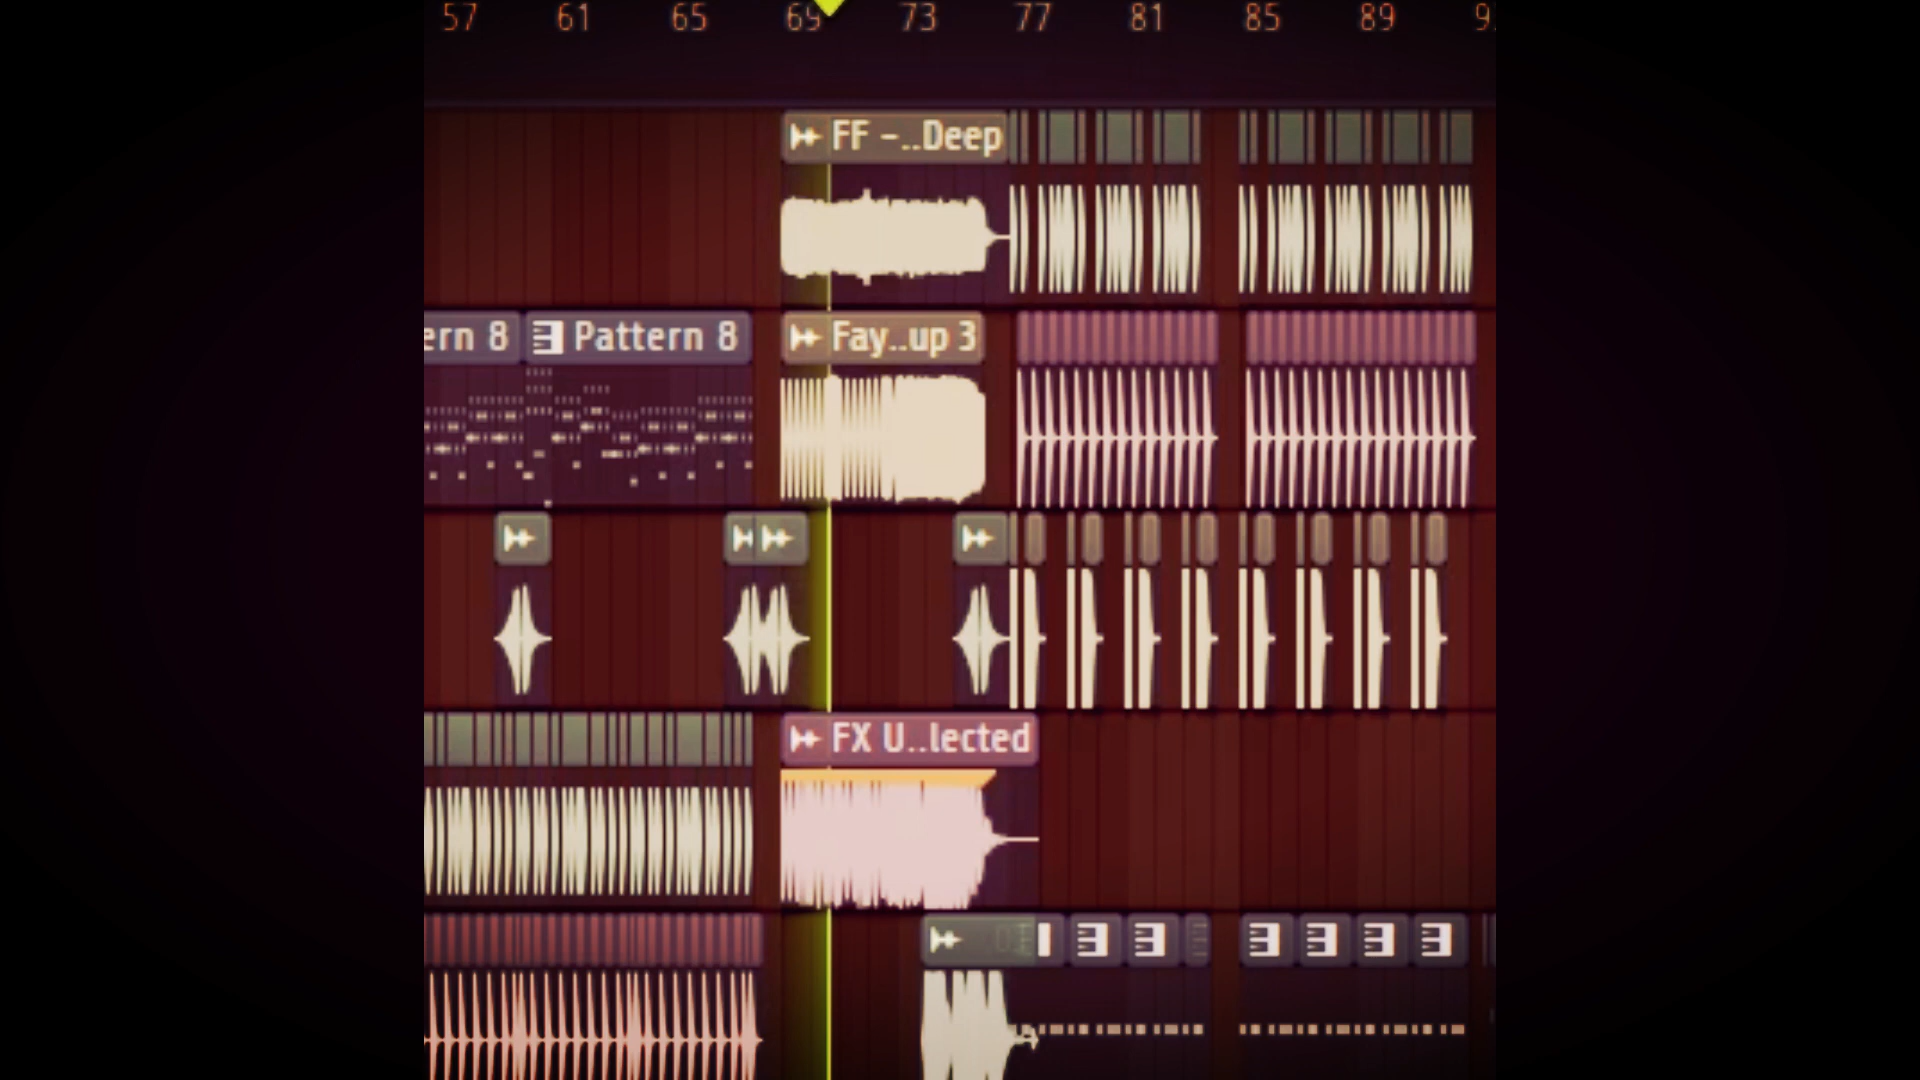 57 61 65 69 73 77 81 85 89
FF -..Deep
ern 8 Pattern 8 Fay..up 3
FX U..lected